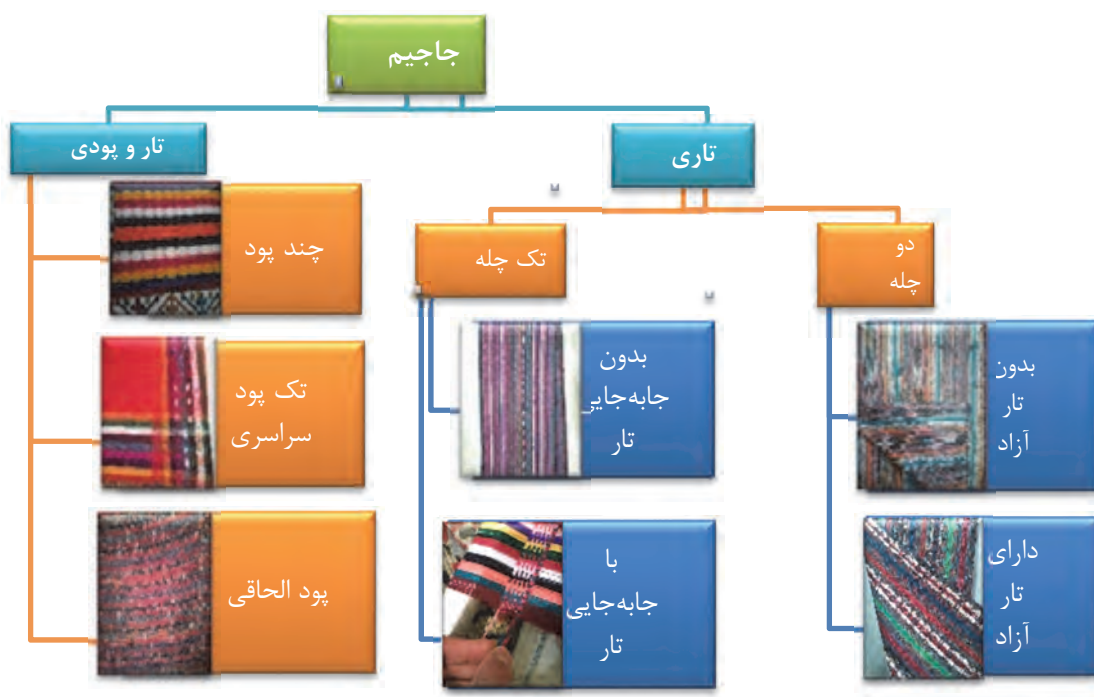 جاجیم
تاری
تار و پودی
دو
چله
تک چله
چند پود
بدون
تار
آزاد
بدون
جابه‌جایی
تار
تک پود
سراسری
دارای
تار
آزاد
با
جابه‌جایی
تار
پود الحاقی